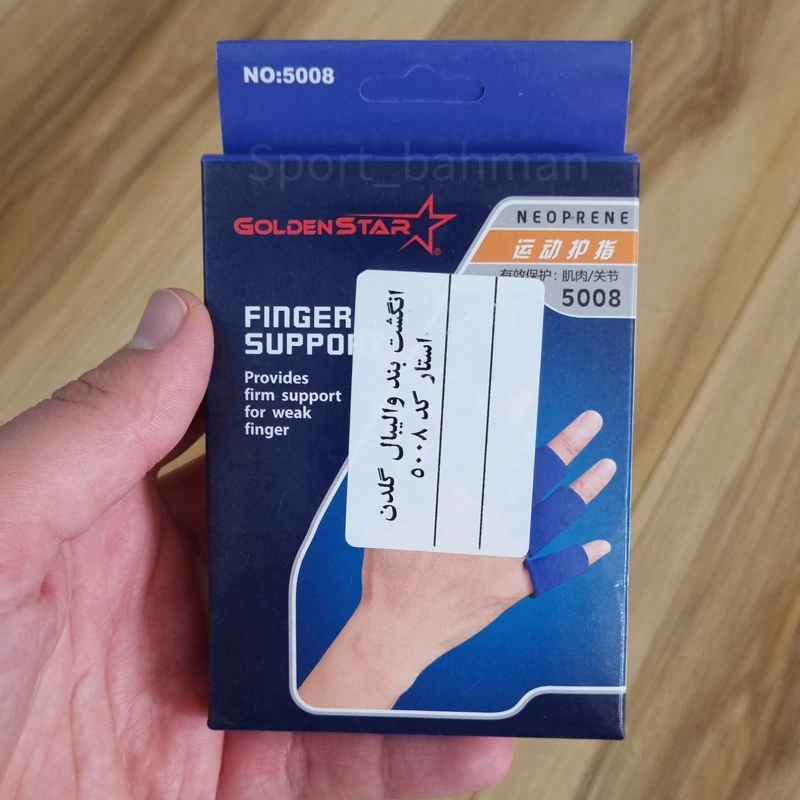 NO:5008
Sport_bahman
GOLDENSTAR
®
NEOPRENE
运动护指
有效保护:肌肉/关节
5008
FINGER
SUPPO
Provides
firm support
for weak
finger
انگشت بند والیبال گلدن
استار کد ۵۰۰۸